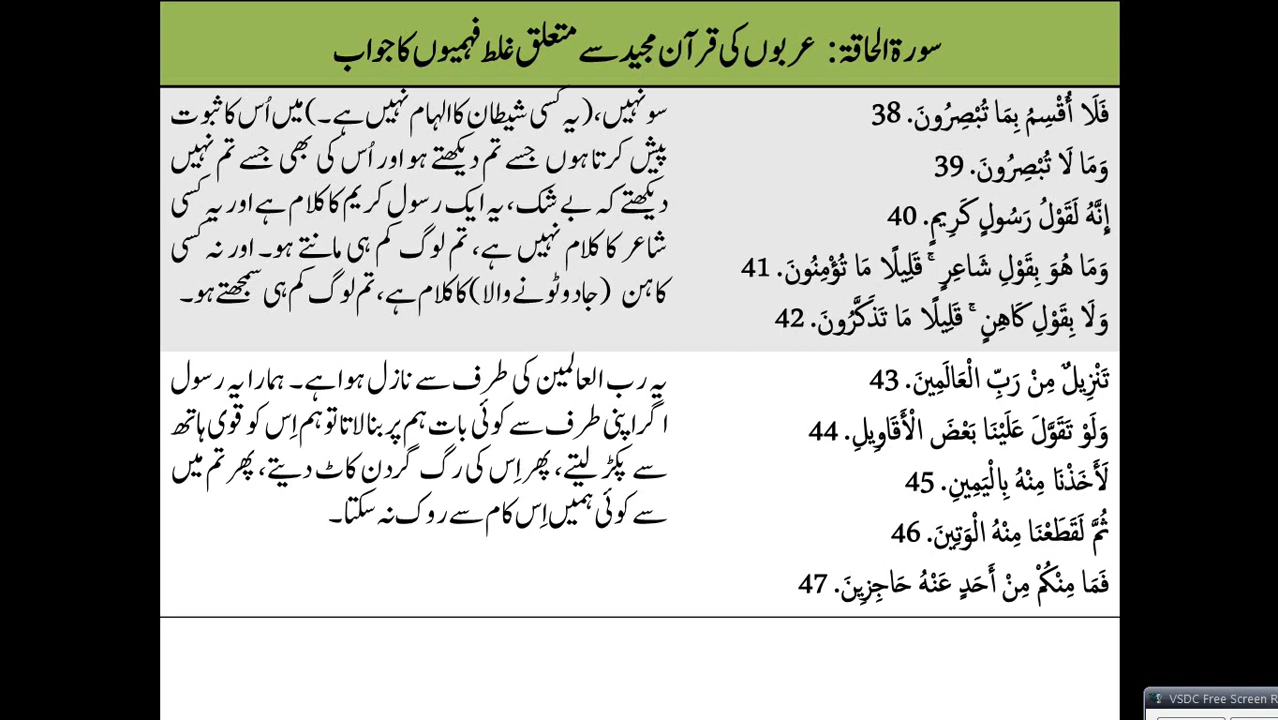 سورۃ الحاقۃ: عربوں کی قرآن مجید سے متعلق غلط فہمیوں کا جواب
فَلَا أُقْسِمُ بِمَا تُبْصِرُونَ. 38
وَمَا لَا تُبْصِرُونَ. 39
إِنَّهُ لَقَوْلُ رَسُولٍ كَرِيمٍ. 40
وَمَا هُوَ بِقَوْلِ شَاعِرٍ ۚ قَلِيلًا مَا تُؤْمِنُونَ. 41
وَلَا بِقَوْلِ كَاهِنٍ ۚ قَلِيلًا مَا تَذَكَّرُونَ. 42
سو نہیں، (یہ کسی شیطان کا الہام نہیں ہے۔) میں اُس کا ثبوت
پیش کرتا ہوں جسے تم دیکھتے ہو اور اُس کی بھی جسے تم نہیں
دیکھتے کہ بے شک، یہ ایک رسول کریم کا کلام ہے اور یہ کسی
شاعر کا کلام نہیں ہے، تم لوگ کم ہی مانتے ہو۔ اور نہ کسی
کاہن (جادو ٹونے والا) کا کلام ہے، تم لوگ کم ہی سمجھتے ہو۔
تَنْزِيلٌ مِنْ رَبِّ الْعَالَمِينَ. 43
وَلَوْ تَقَوَّلَ عَلَيْنَا بَعْضَ الْأَقَاوِيلِ. 44
لَأَخَذْنَا مِنْهُ بِالْيَمِينِ. 45
ثُمَّ لَقَطَعْنَا مِنْهُ الْوَتِينَ. 46
فَمَا مِنْكُمْ مِنْ أَحَدٍ عَنْهُ حَاجِزِينَ. 47
یہ رب العالمین کی طرف سے نازل ہوا ہے۔ ہمارا یہ رسول
اگر اپنی طرف سے کوئی بات ہم پر بنا لاتا تو ہم اِس کو قوی ہاتھ
سے پکڑ لیتے، پھر اِس کی رگ گردن کاٹ دیتے، پھر تم میں
سے کوئی ہمیں اِس کام سے روک نہ سکتا۔
VSDC Free Screen R